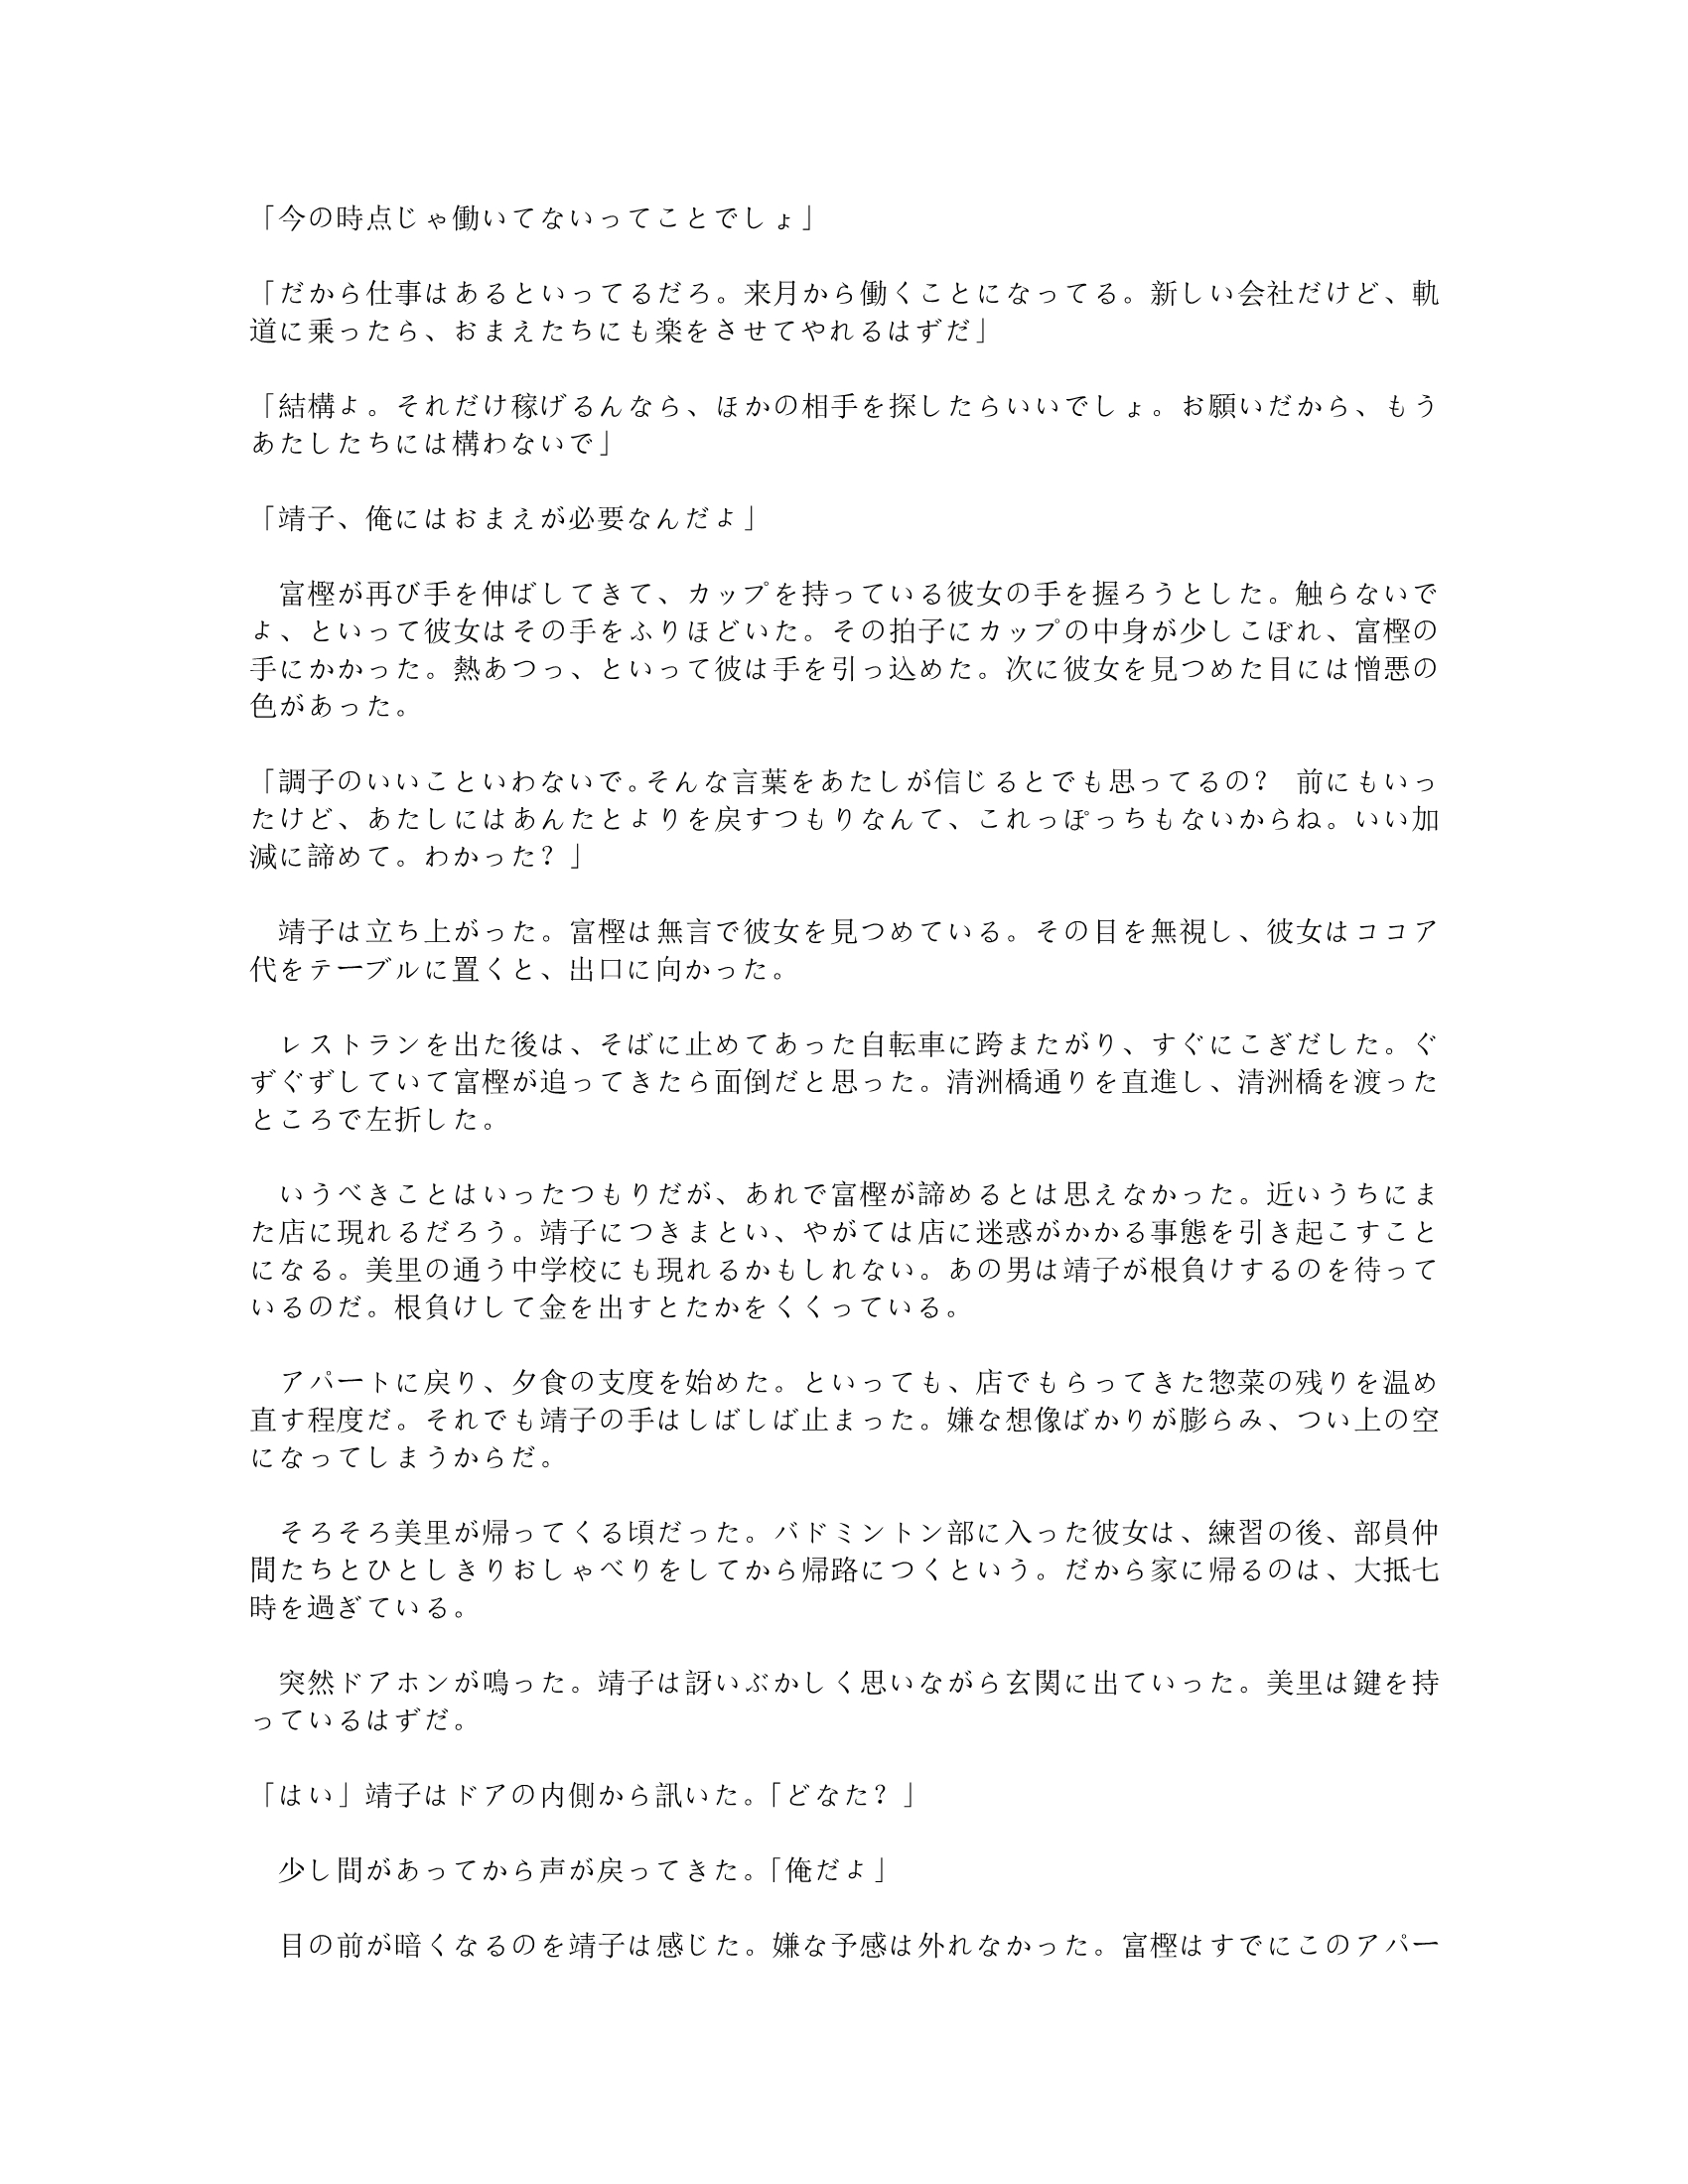 「今の時点じゃ働いてないってことでしょ」
「だから仕事はあるといってるだろ。来月から働くことになってる。新しい会社だけど、軌
道に乗ったら、おまえたちにも楽をさせてやれるはずだ」
「結構よ。それだけ稼げるんなら、ほかの相手を探したらいいでしょ。お願いだから、もう
あたしたちには構わないで」
「靖子、俺にはおまえが必要なんだよ」
　富樫が再び手を伸ばしてきて、カップを持っている彼女の手を握ろうとした。触らないで
よ、といって彼女はその手をふりほどいた。その拍子にカップの中身が少しこぼれ、富樫の
手にかかった。熱あつっ、といって彼は手を引っ込めた。次に彼女を見つめた目には憎悪の
色があった。
「調子のいいこといわないで。そんな言葉をあたしが信じるとでも思ってるの？　前にもいっ
たけど、あたしにはあんたとよりを戻すつもりなんて、これっぽっちもないからね。いい加
減に諦めて。わかった？」
　靖子は立ち上がった。富樫は無言で彼女を見つめている。その目を無視し、彼女はココア
代をテーブルに置くと、出口に向かった。
　レストランを出た後は、そばに止めてあった自転車に跨またがり、すぐにこぎだした。ぐ
ずぐずしていて富樫が追ってきたら面倒だと思った。清洲橋通りを直進し、清洲橋を渡った
ところで左折した。
　いうべきことはいったつもりだが、あれで富樫が諦めるとは思えなかった。近いうちにま
た店に現れるだろう。靖子につきまとい、やがては店に迷惑がかかる事態を引き起こすこと
になる。美里の通う中学校にも現れるかもしれない。あの男は靖子が根負けするのを待って
いるのだ。根負けして金を出すとたかをくくっている。
　アパートに戻り、夕食の支度を始めた。といっても、店でもらってきた惣菜の残りを温め
直す程度だ。それでも靖子の手はしばしば止まった。嫌な想像ばかりが膨らみ、つい上の空
になってしまうからだ。
　そろそろ美里が帰ってくる頃だった。バドミントン部に入った彼女は、練習の後、部員仲
間たちとひとしきりおしゃべりをしてから帰路につくという。だから家に帰るのは、大抵七
時を過ぎている。
　突然ドアホンが鳴った。靖子は訝いぶかしく思いながら玄関に出ていった。美里は鍵を持
っているはずだ。
「はい」靖子はドアの内側から訊いた。「どなた？」
　少し間があってから声が戻ってきた。「俺だよ」
　目の前が暗くなるのを靖子は感じた。嫌な予感は外れなかった。富樫はすでにこのアパー